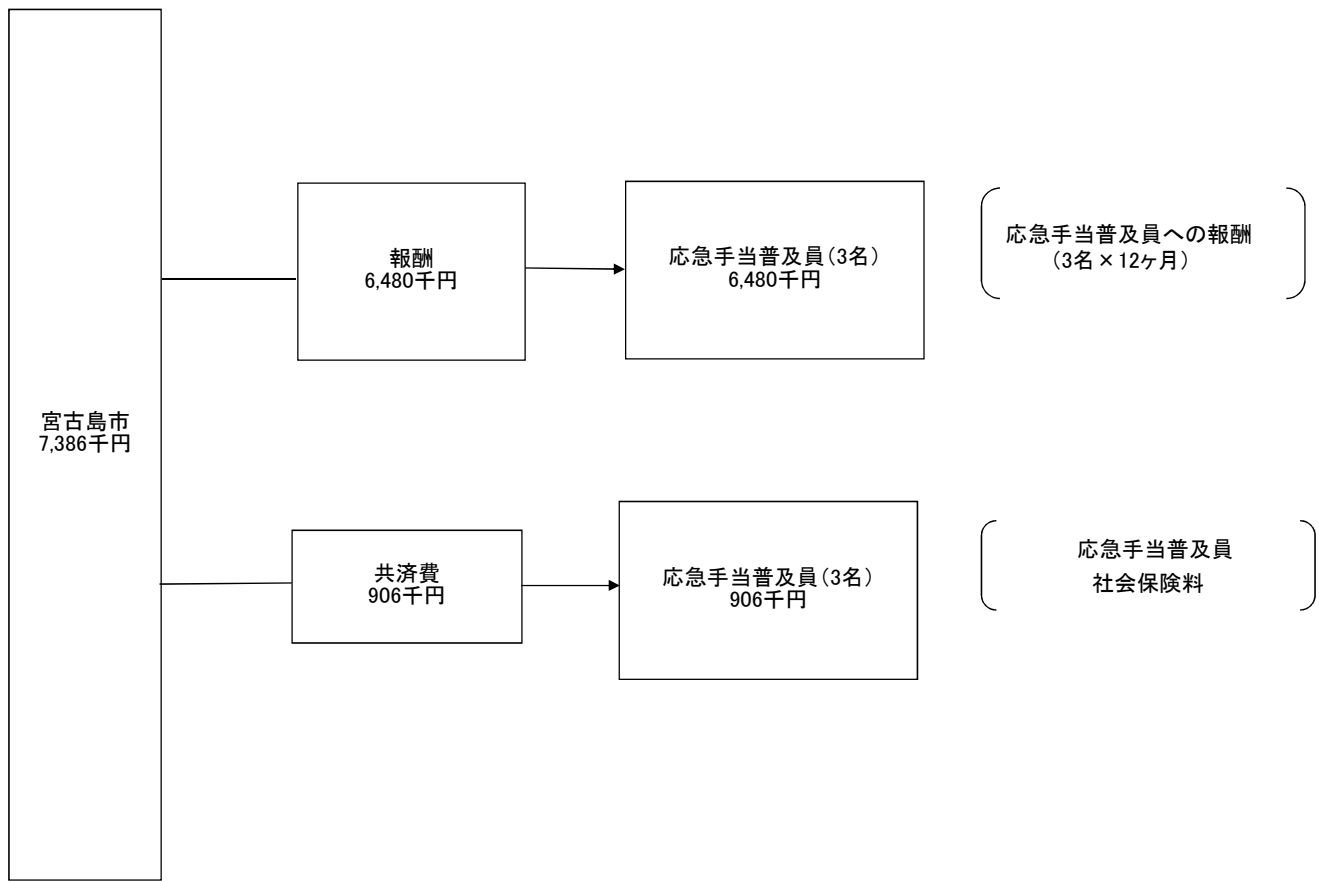 宮古島市
7,386千円
報酬
6,480千円
応急手当普及員(3名)
6,480千円
応急手当普及員への報酬
(3名×12ヶ月)
共済費
906千円
応急手当普及員(3名)
906千円
応急手当普及員
社会保険料